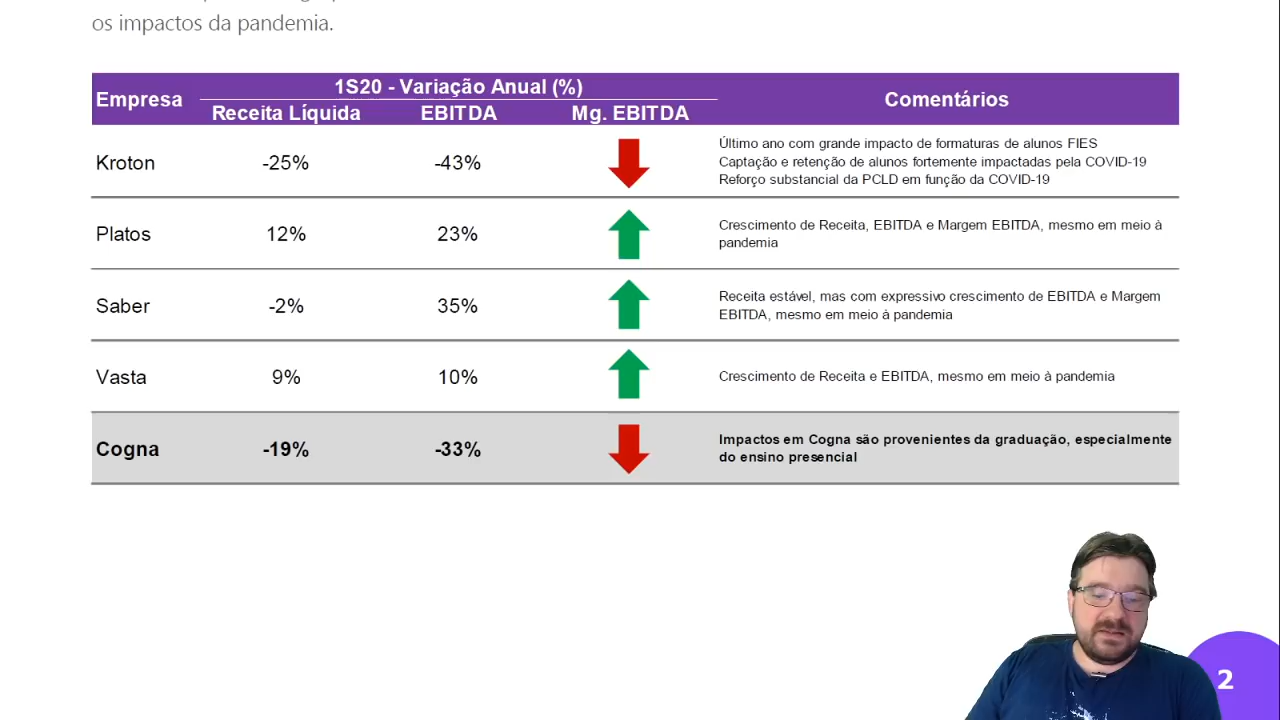 os impactos da pandemia.
Empresa
1S20 - Variação Anual (%)
Receita Líquida EBITDA Mg. EBITDA
Comentários
Kroton -25% -43%
Último ano com grande impacto de formaturas de alunos FIES
Captação e retenção de alunos fortemente impactadas pela COVID-19
Reforço substancial da PCLD em função da COVID-19
Platos 12% 23%
Crescimento de Receita, EBITDA e Margem EBITDA, mesmo em meio à
pandemia
Saber -2% 35%
Receita estável, mas com expressivo crescimento de EBITDA e Margem
EBITDA, mesmo em meio à pandemia
Vasta 9% 10%
Crescimento de Receita e EBITDA, mesmo em meio à pandemia
Cogna -19% -33%
Impactos em Cogna são provenientes da graduação, especialmente
do ensino presencial
2